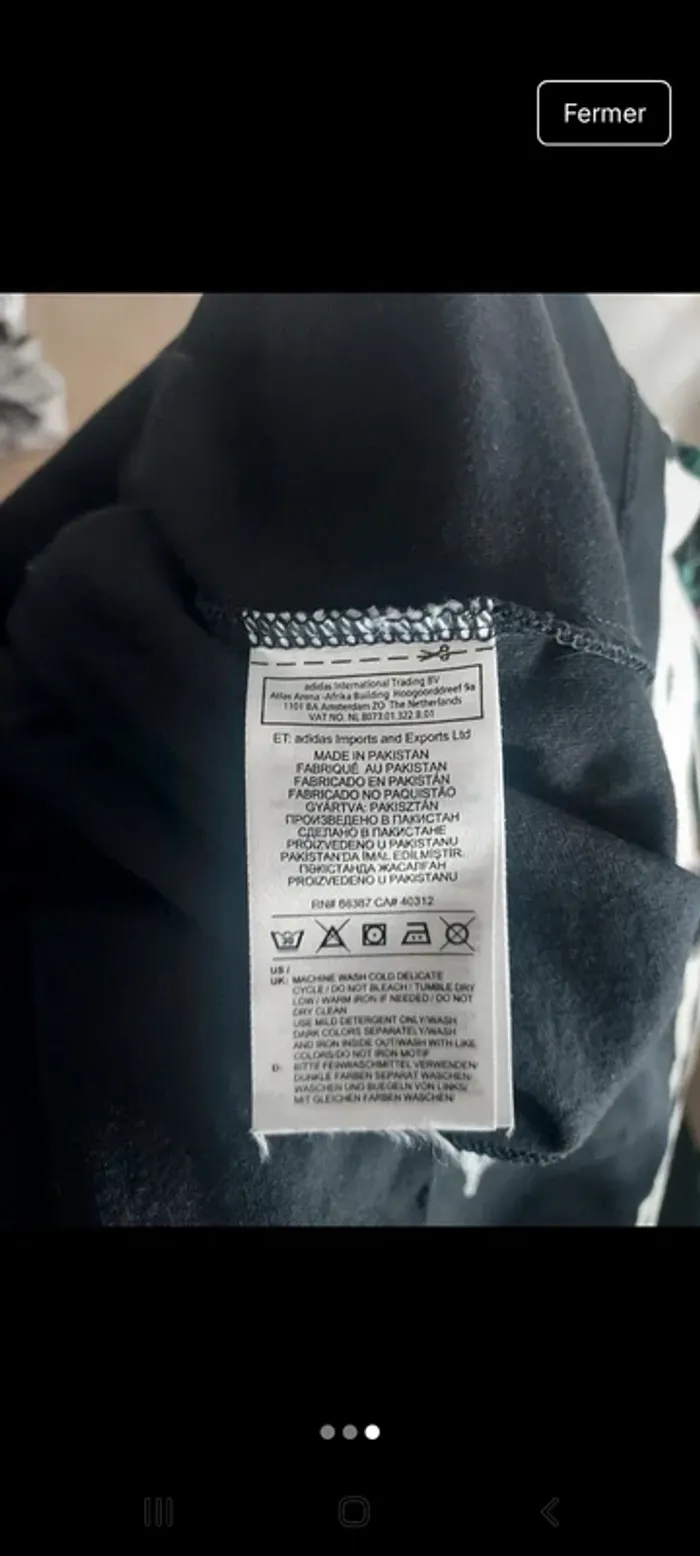 Fermer
adidas International Trading BV
Atlas Arena -Afrika Building Hoogoorddreef 9a
1101 BA Amsterdam ZO The Netherlands
VAT NO. NL 8073.01.322.B.01
ET: adidas Imports and Exports Ltd
MADE IN PAKISTAN
FABRIQUÉ AU PAKISTAN
FABRICADO EN PAKISTÁN
FABRICADO NO PAQUISTÃO
GYÁRTVA: PAKISZTÁN
ПРОИЗВЕДЕНО В ПАКИСТАН
СДЕЛАНО В ПАКИСТАНЕ
PROIZVEDENO U PAKISTANU
PAKİSTAN'DA İMAL EDİLMİŞTİR.
ПӘКІСТАНДА ЖАСАЛҒАН
PROIZVEDENO U PAKISTANU
RN# 66387 CA# 40312
30
US /
UK: MACHINE WASH COLD DELICATE
CYCLE / DO NOT BLEACH / TUMBLE DRY
LOW / WARM IRON IF NEEDED / DO NOT
DRY CLEAN
USE MILD DETERGENT ONLY/WASH
DARK COLORS SEPARATELY/WASH
AND IRON INSIDE OUT/WASH WITH LIKE
COLORS/DO NOT IRON MOTIF
D: BITTE FEINWASCHMITTEL VERWENDEN/
DUNKLE FARBEN SEPARAT WASCHEN/
WASCHEN UND BUEGELN VON LINKS/
MIT GLEICHEN FARBEN WASCHEN/